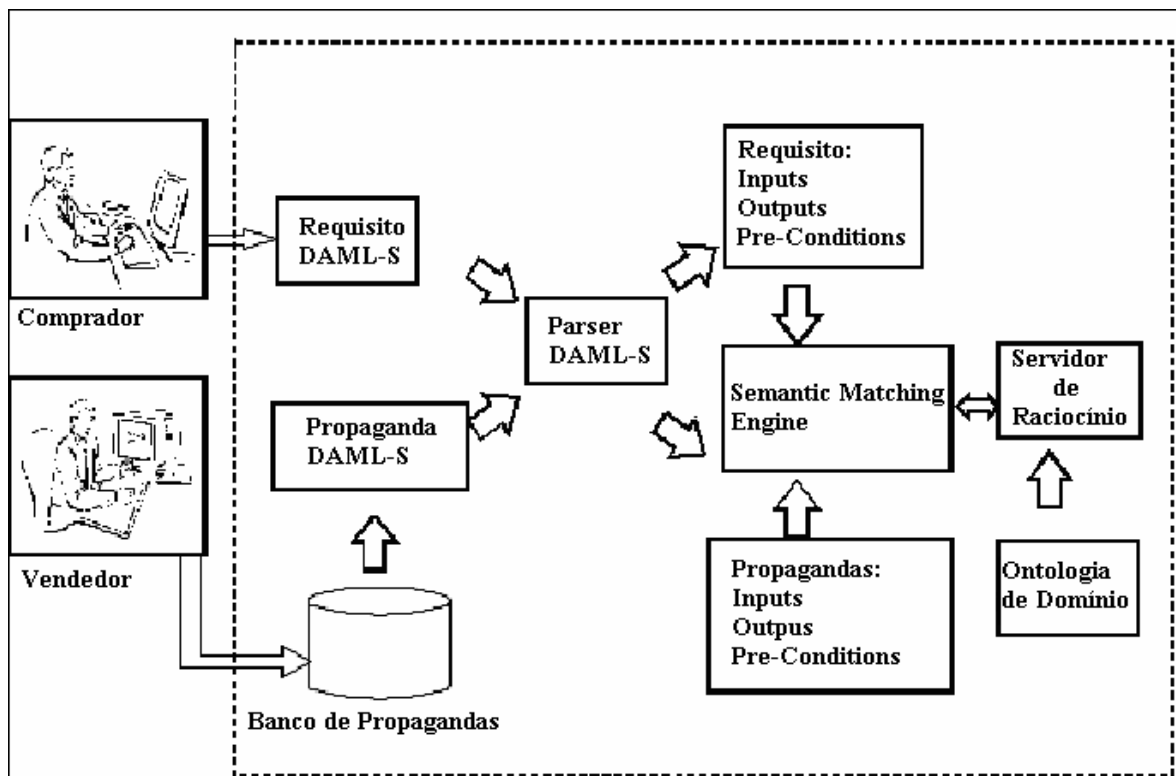 Comprador
Requisito
DAML-S
Requisito:
Inputs
Outputs
Pre-Conditions
Parser
DAML-S
Vendedor
Propaganda
DAML-S
Semantic Matching
Engine
Servidor
de
Raciocínio
Banco de Propagandas
Propagandas:
Inputs
Outpus
Pre-Conditions
Ontologia
de Domínio